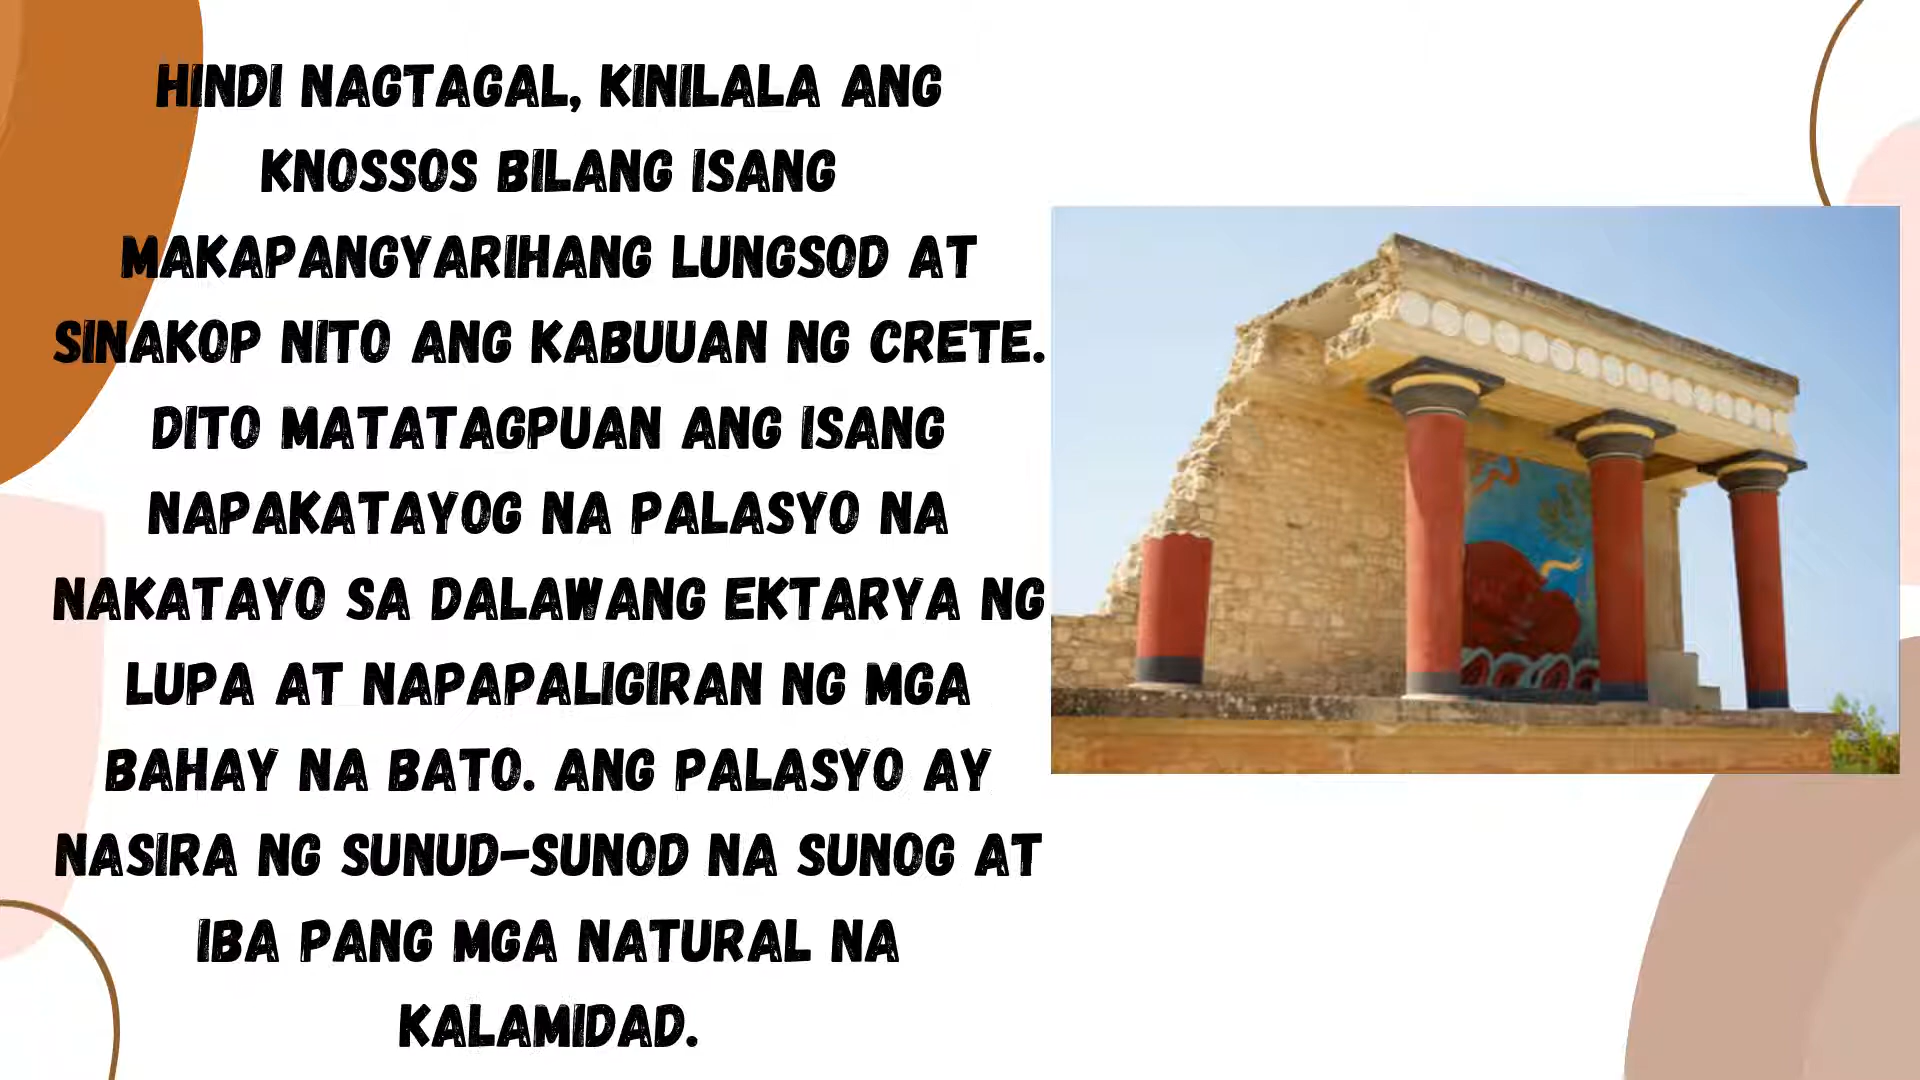 HINDI NAGTAGAL, KINILALA ANG
KNOSSOS BILANG ISANG
MAKAPANGYARIHANG LUNGSOD AT
SINAKOP NITO ANG KABUUAN NG CRETE.
DITO MATATAGPUAN ANG ISANG
NAPAKATAYOG NA PALASYO NA
NAKATAYO SA DALAWANG EKTARYA NG
LUPA AT NAPAPALIGIRAN NG MGA
BAHAY NA BATO. ANG PALASYO AY
NASIRA NG SUNUD-SUNOD NA SUNOG AT
IBA PANG MGA NATURAL NA
KALAMIDAD.